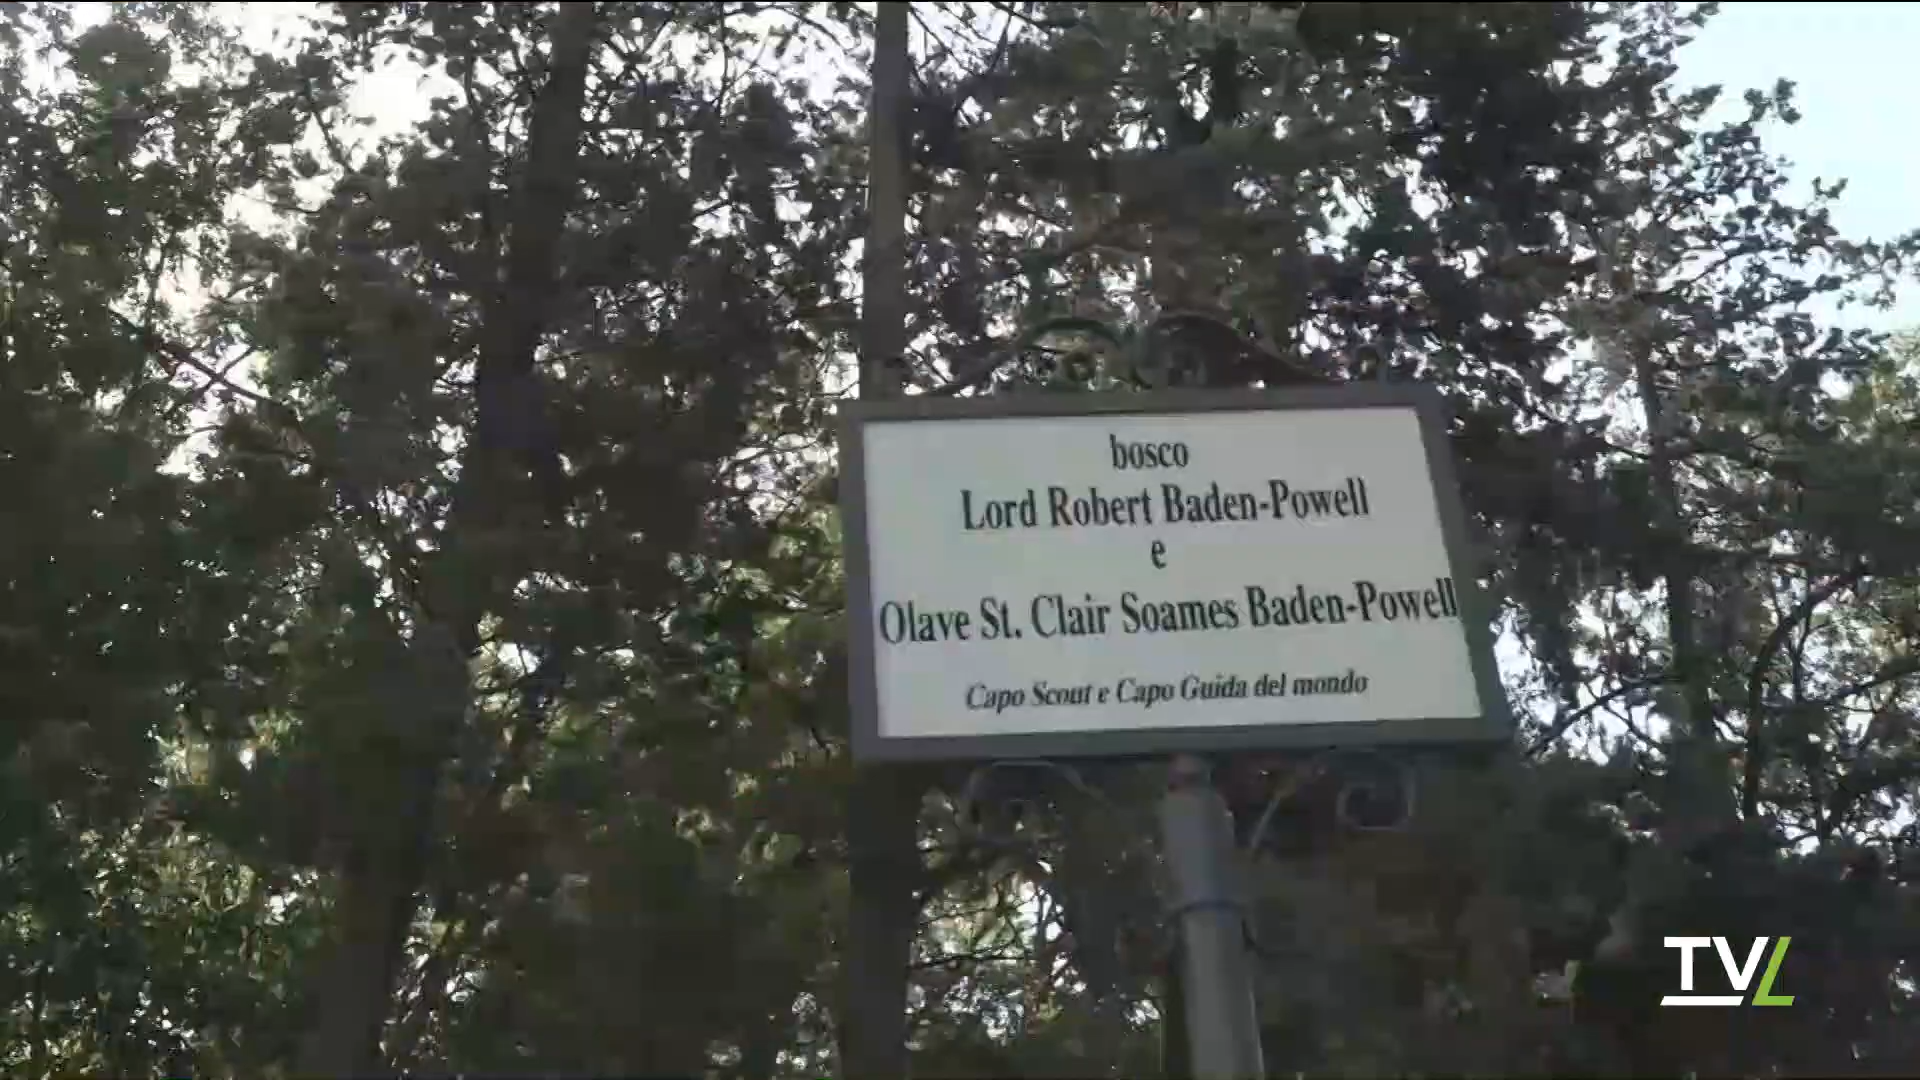 bosco
Lord Robert Baden-Powell
e
Olave St. Clair Soames Baden-Powell
Capo Scout e Capo Guida del mondo
TVL